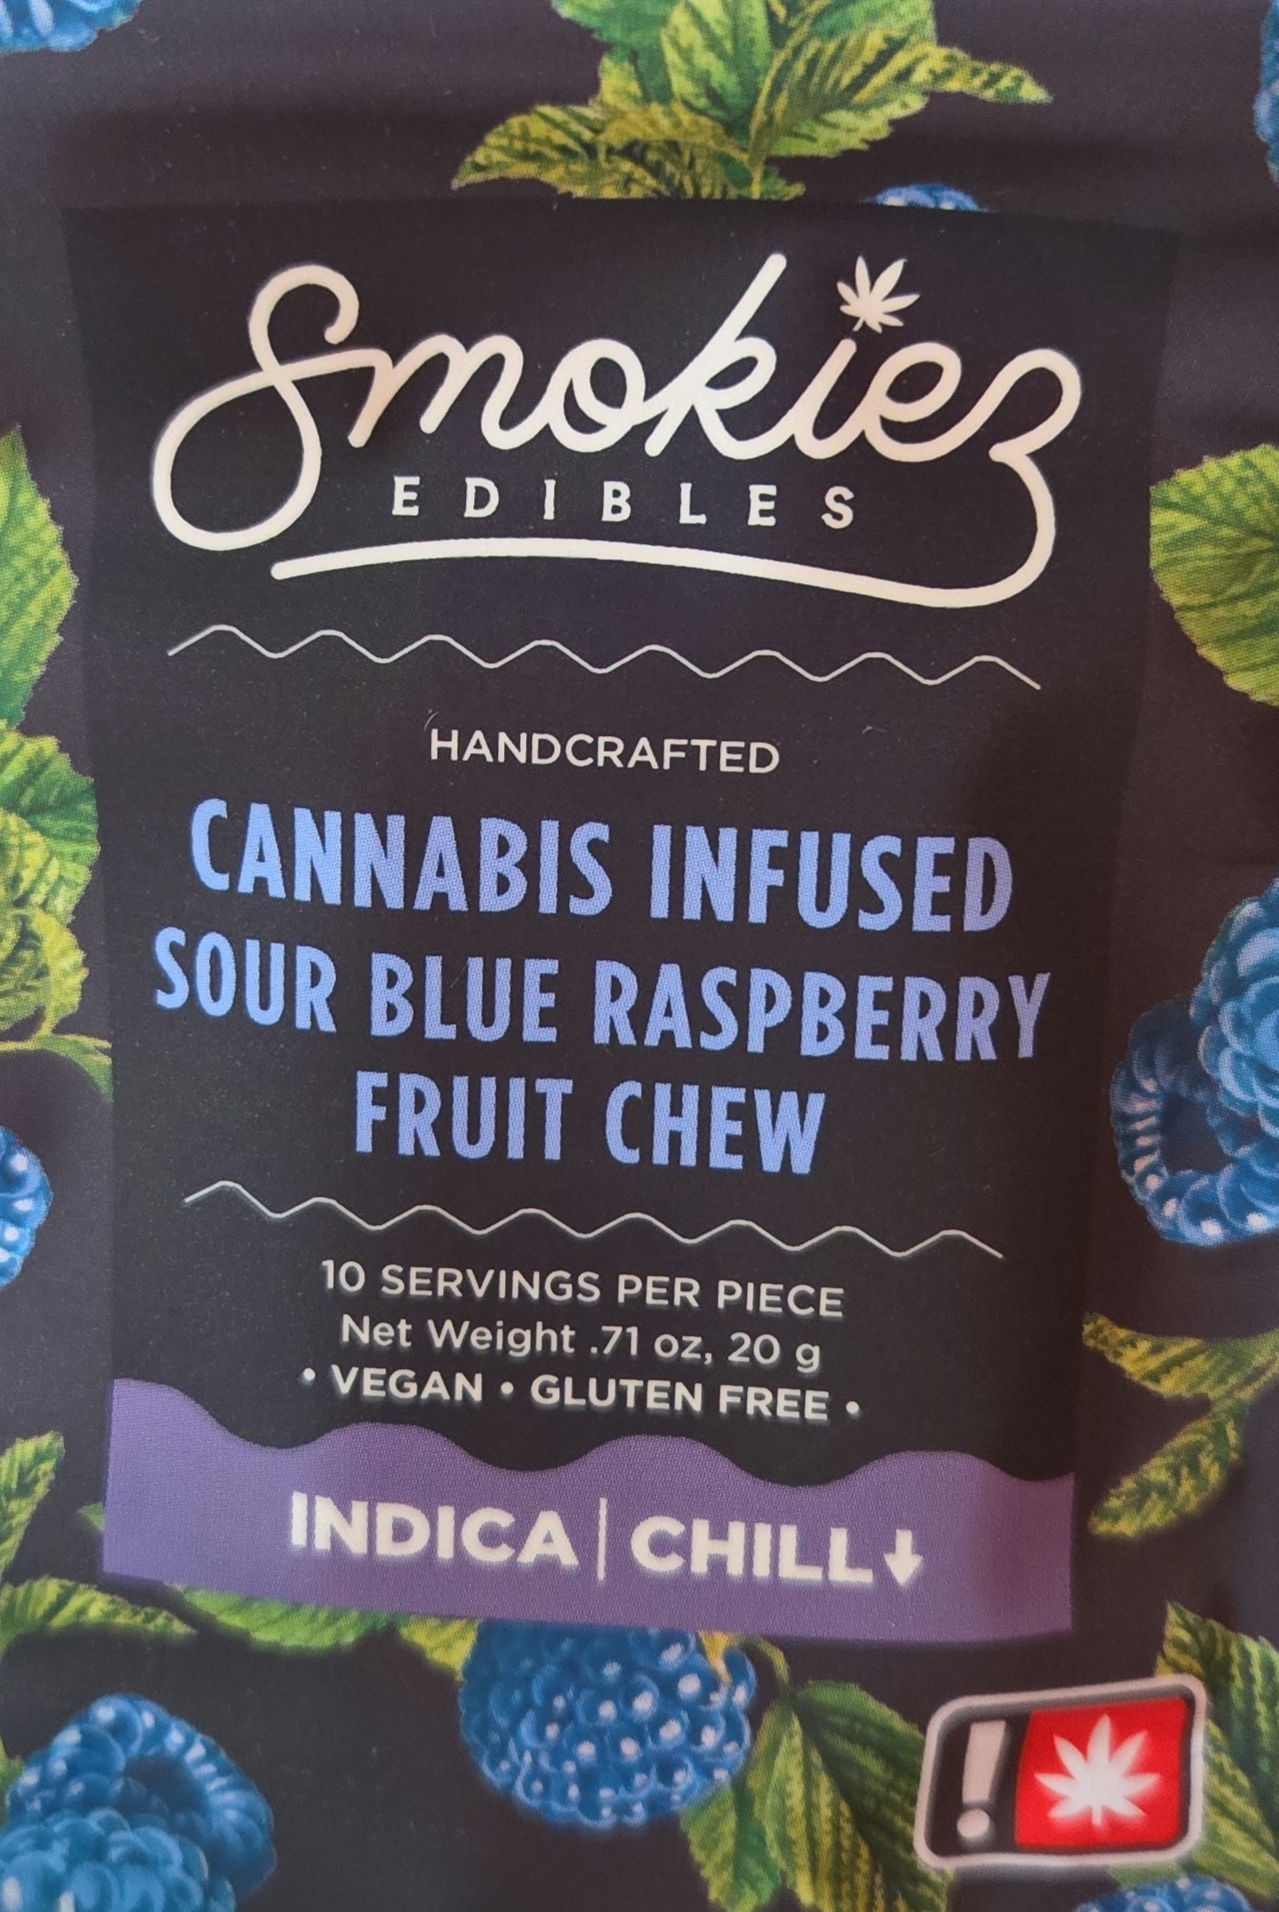 Smokiez
EDIBLES
HANDCRAFTED
CANNABIS INFUSED
SOUR BLUE RASPBERRY
FRUIT CHEW
10 SERVINGS PER PIECE
Net Weight .71 oz, 20 g
• VEGAN • GLUTEN FREE •
INDICA | CHILL↓
!